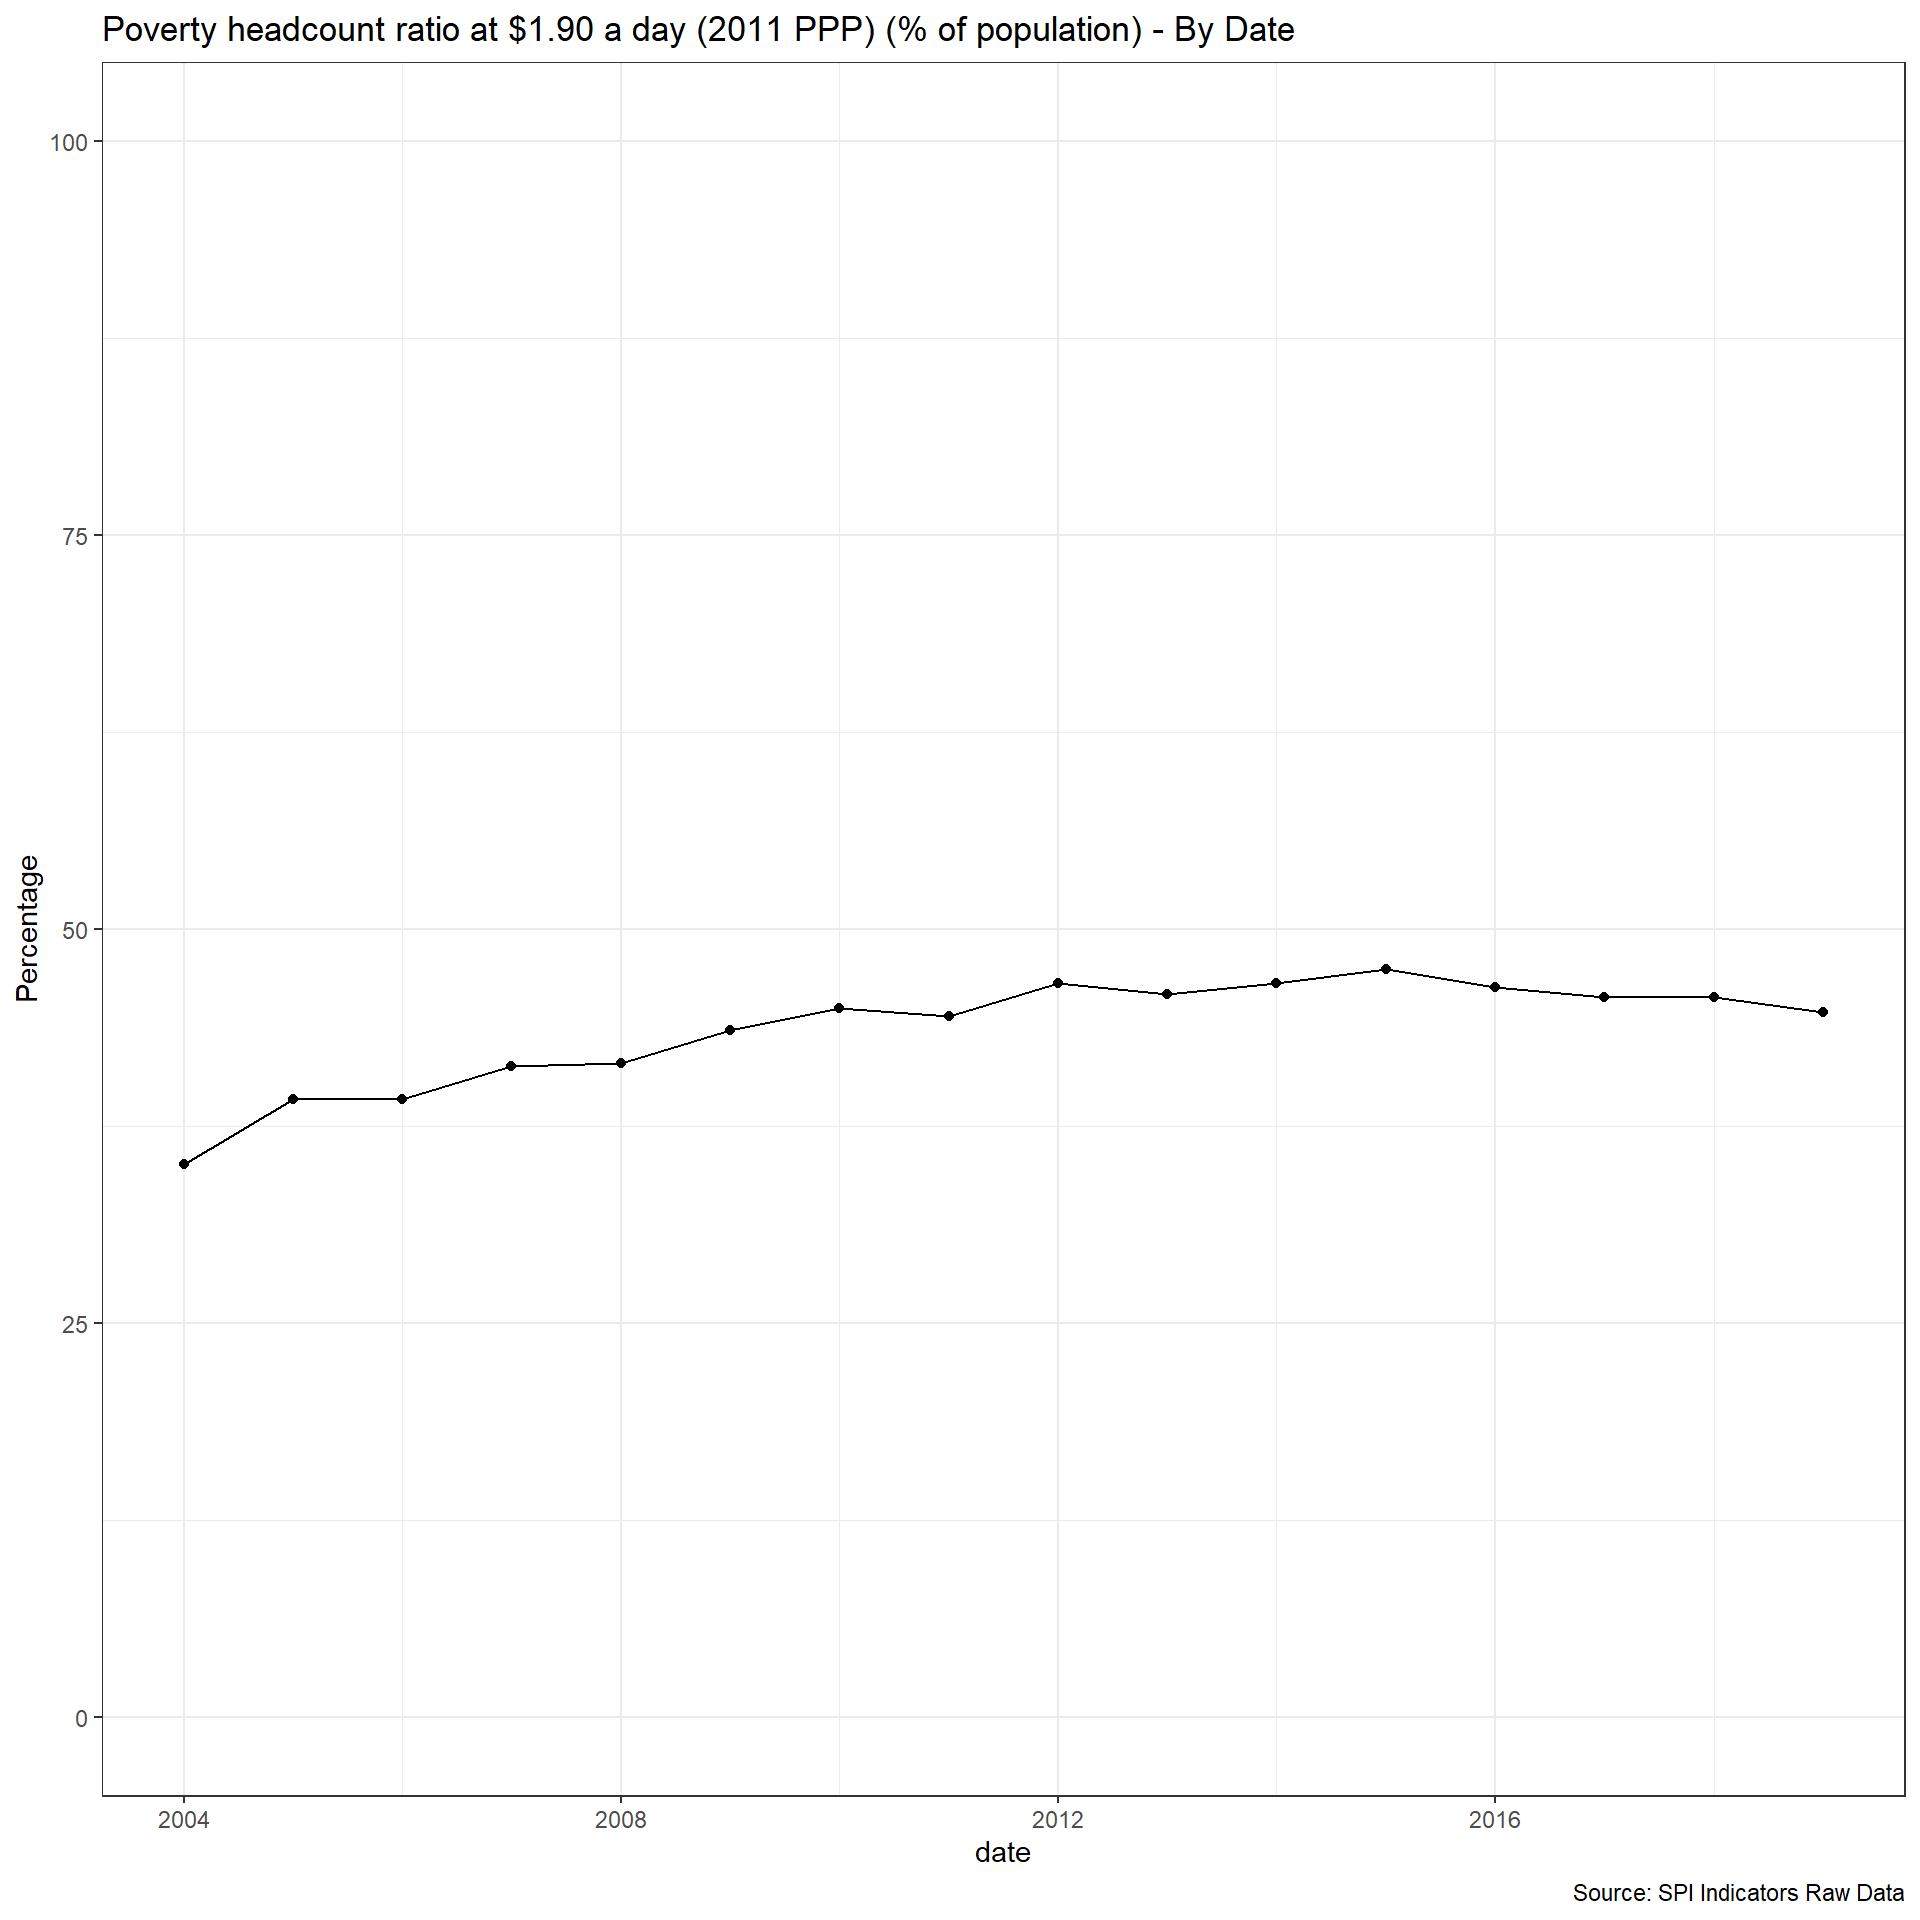 Poverty headcount ratio at $1.90 a day (2011 PPP) (% of population) - By Date
Percentage
100
75
50
25
0
2004 2008 2012 2016
date
Source: SPI Indicators Raw Data